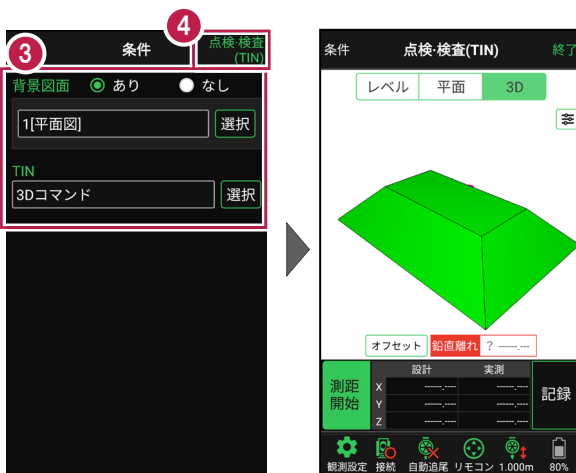 3
4
条件
点検・検査
(TIN)
背景図面 あり なし
1[平面図] 選択
TIN
3Dコマンド 選択
条件 点検・検査(TIN) 終了
レベル 平面 3D
オフセット 鉛直離れ ? -----.---
設計 実測
測距
開始
X -----.---- -----.----
Y -----.---- -----.----
Z -----.---- -----.----
記録
観測設定 接続 自動追尾 リモコン 1.000m 80%